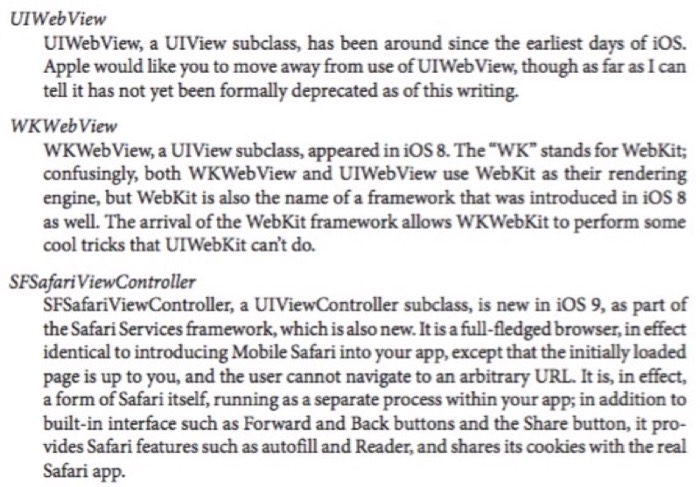 UIWebView
UIWebView, a UIView subclass, has been around since the earliest days of iOS.
Apple would like you to move away from use of UIWebView, though as far as I can
tell it has not yet been formally deprecated as of this writing.
WKWebView
WKWebView, a UIView subclass, appeared in iOS 8. The “WK” stands for WebKit;
confusingly, both WKWebView and UIWebView use WebKit as their rendering
engine, but WebKit is also the name of a framework that was introduced in iOS 8
as well. The arrival of the WebKit framework allows WKWebKit to perform some
cool tricks that UIWebKit can’t do.
SFSafariViewController
SFSafariViewController, a UIViewController subclass, is new in iOS 9, as part of
the Safari Services framework, which is also new. It is a full-fledged browser, in effect
identical to introducing Mobile Safari into your app, except that the initially loaded
page is up to you, and the user cannot navigate to an arbitrary URL. It is, in effect,
a form of Safari itself, running as a separate process within your app; in addition to
built-in interface such as Forward and Back buttons and the Share button, it pro-
vides Safari features such as autofill and Reader, and shares its cookies with the real
Safari app.